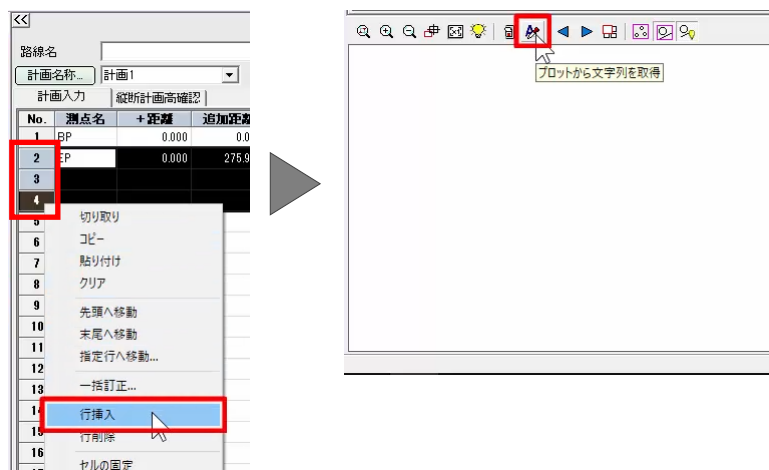 <<
路線名
計画名称... 計画1
計画入力 縦断計画高確認
No. 測点名 +距離 追加距離
1 BP 0.000 0.0
2 EP 0.000 275.9
3
4
5
6
7
8
9
10
11
12
13
14
15
16
切り取り
コピー
貼り付け
クリア
先頭へ移動
末尾へ移動
指定行へ移動...
一括訂正...
行挿入
行削除
セルの固定
プロットから文字列を取得